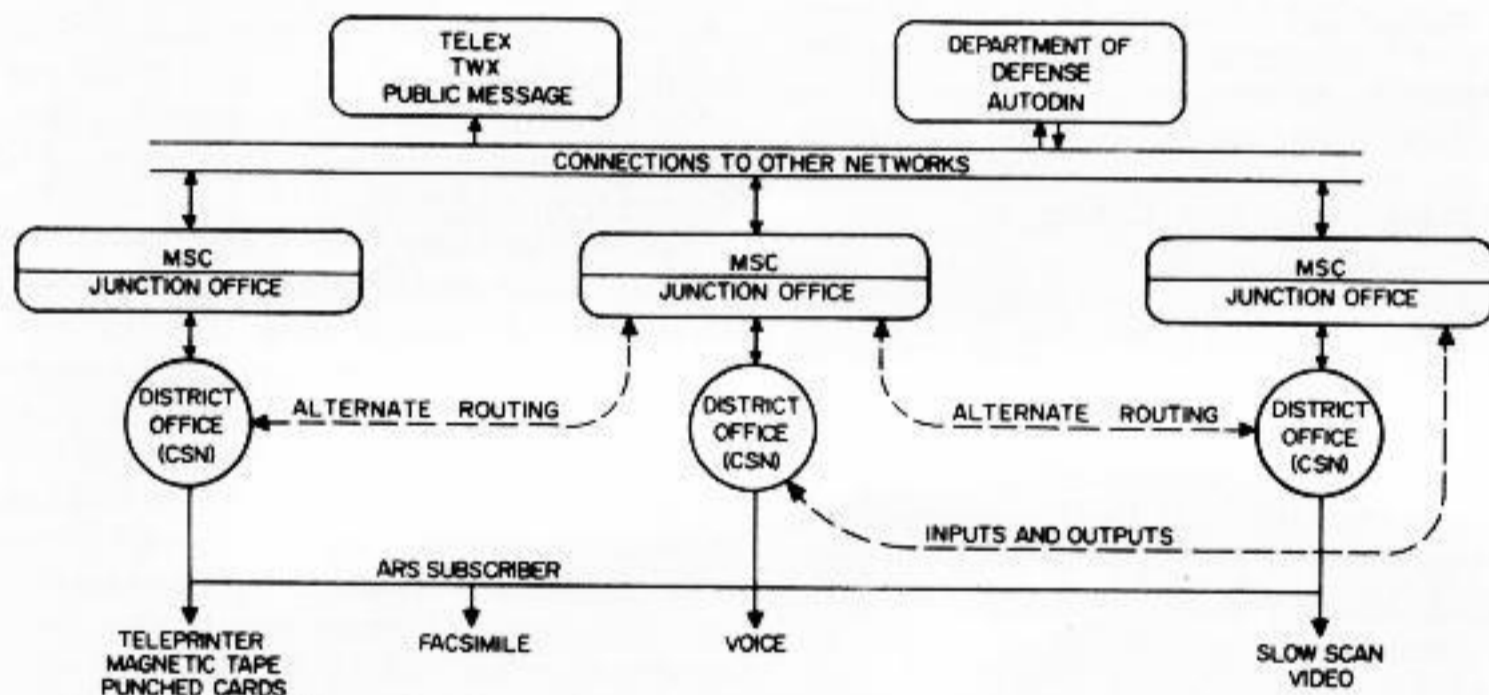 TELEX
TWX
PUBLIC MESSAGE
DEPARTMENT OF
DEFENSE
AUTODIN
CONNECTIONS TO OTHER NETWORKS
MSC
JUNCTION OFFICE
MSC
JUNCTION OFFICE
MSC
JUNCTION OFFICE
DISTRICT
OFFICE
(CSN)
ALTERNATE ROUTING
DISTRICT
OFFICE
(CSN)
ALTERNATE ROUTING
DISTRICT
OFFICE
(CSN)
INPUTS AND OUTPUTS
ARS SUBSCRIBER
TELEPRINTER
MAGNETIC TAPE
PUNCHED CARDS
FACSIMILE
VOICE
SLOW SCAN
VIDEO